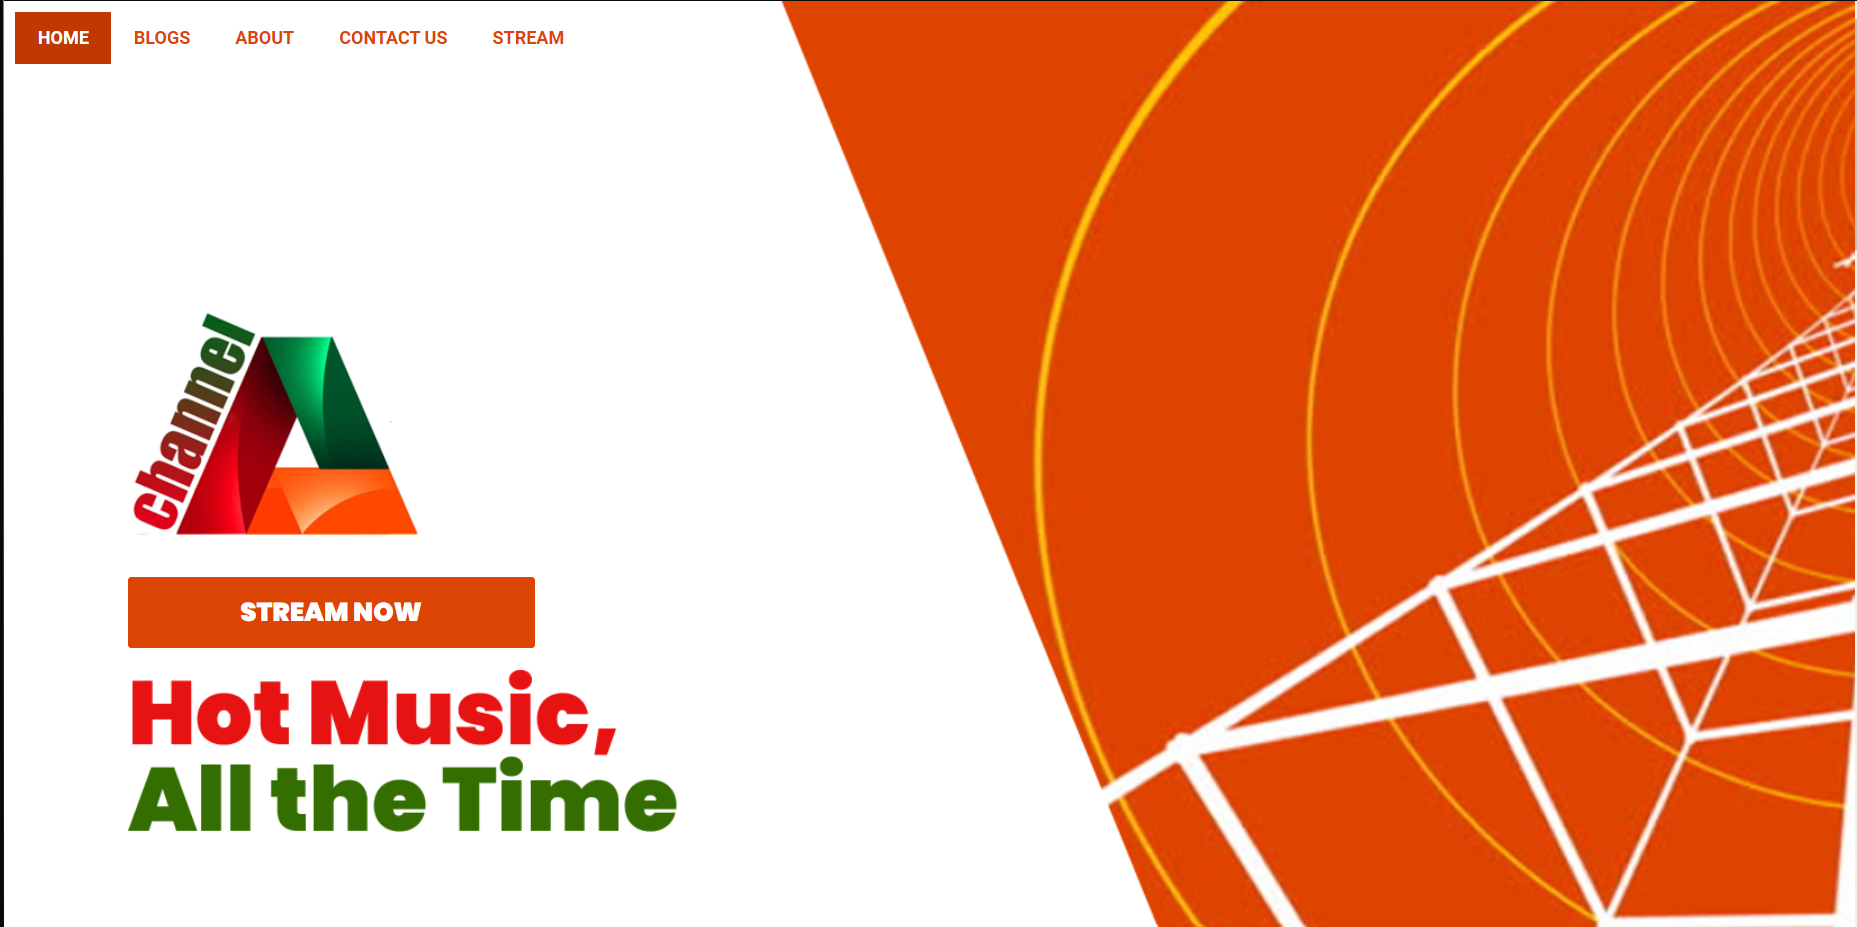 HOME BLOGS ABOUT CONTACT US STREAM
channel
STREAM NOW
Hot Music,
All the Time